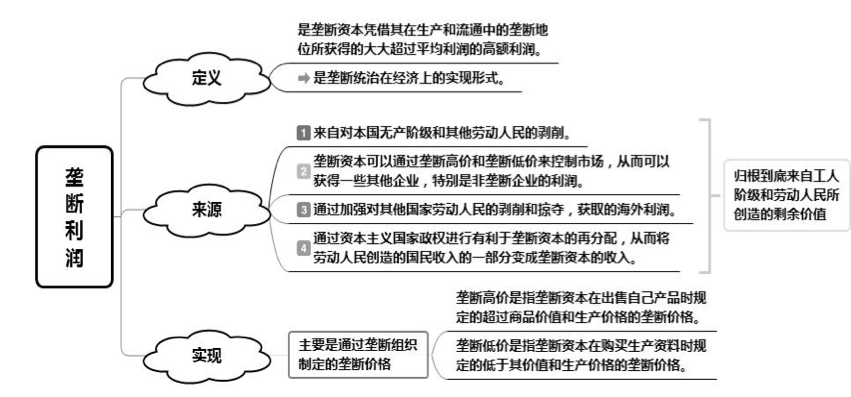 垄断利润
定义
是垄断资本凭借其在生产和流通中的垄断地
位所获得的大大超过平均利润的高额利润。
➡是垄断统治在经济上的实现形式。
来源
1 来自对本国无产阶级和其他劳动人民的剥削。
2 垄断资本可以通过垄断高价和垄断低价来控制市场，从而可以
获得一些其他企业，特别是非垄断企业的利润。
3 通过加强对其他国家劳动人民的剥削和掠夺，获取的海外利润。
4 通过资本主义国家政权进行有利于垄断资本的再分配，从而将
劳动人民创造的国民收入的一部分变成垄断资本的收入。
归根到底来自工人
阶级和劳动人民所
创造的剩余价值
实现
主要是通过垄断组织
制定的垄断价格
垄断高价是指垄断资本在出售自己产品时规
定的超过商品价值和生产价格的垄断价格。
垄断低价是指垄断资本在购买生产资料时规
定的低于其价值和生产价格的垄断价格。